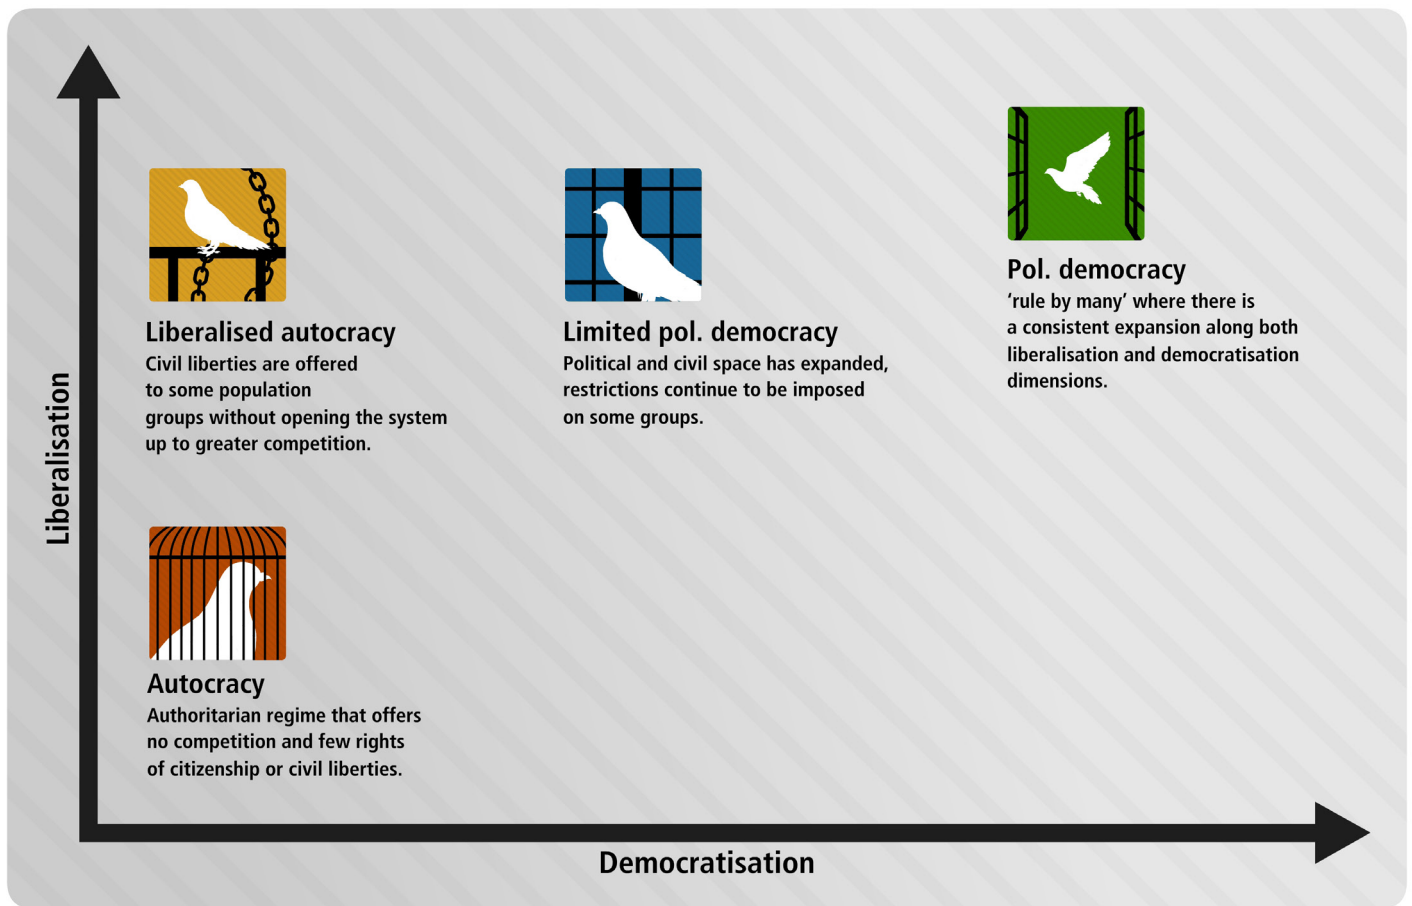 Liberalisation
Liberalised autocracy
Civil liberties are offered
to some population
groups without opening the system
up to greater competition.
Limited pol. democracy
Political and civil space has expanded,
restrictions continue to be imposed
on some groups.
Pol. democracy
‘rule by many’ where there is
a consistent expansion along both
liberalisation and democratisation
dimensions.
Autocracy
Authoritarian regime that offers
no competition and few rights
of citizenship or civil liberties.
Democratisation